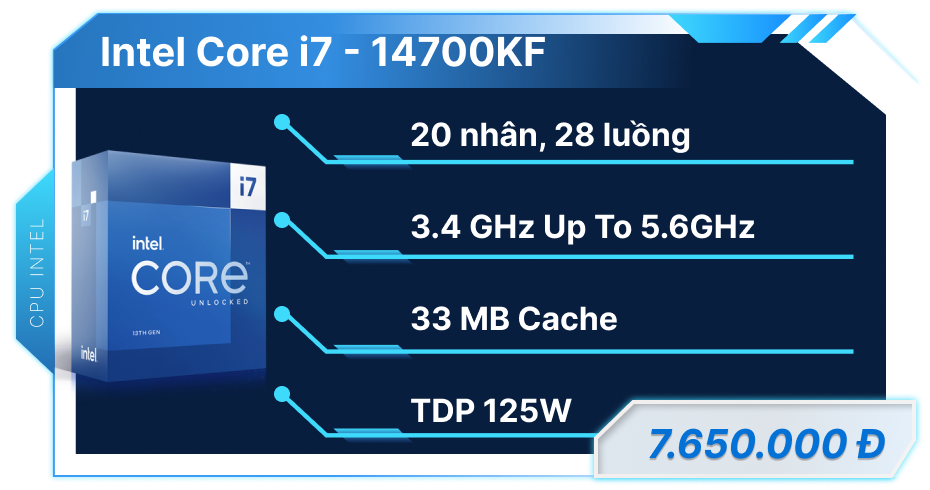 Intel Core i7 - 14700KF
20 nhân, 28 luồng
i7
i7
3.4 GHz Up To 5.6GHz
CPU INTEL
intel.
CORE™
UNLOCKED
33 MB Cache
13TH GEN
intel
TDP 125W
7.650.000 Đ